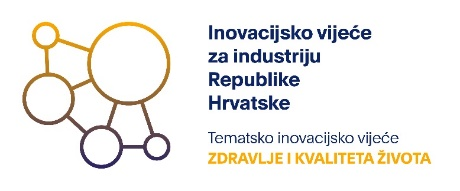 Inovacijsko vijeće
za industriju
Republike
Hrvatske
Tematsko inovacijsko vijeće
ZDRAVLJE I KVALITETA ŽIVOTA